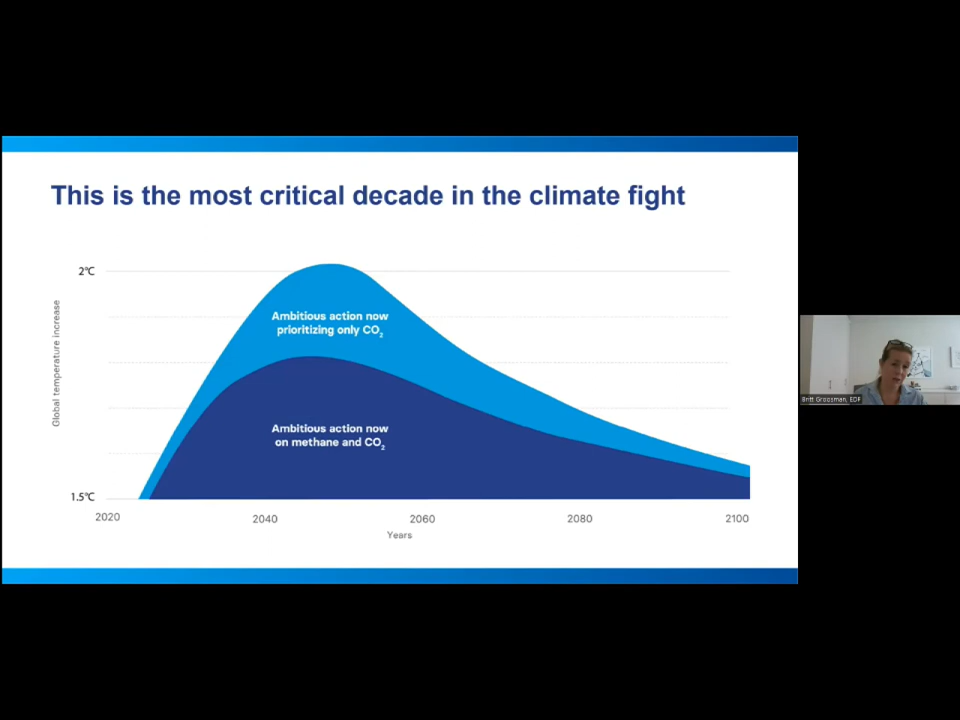 This is the most critical decade in the climate fight
2°C
Global temperature increase
Ambitious action now
prioritizing only CO2
Ambitious action now
on methane and CO2
1.5°C
2020 2040 2060 2080 2100
Years
Britt Groosman, EDF